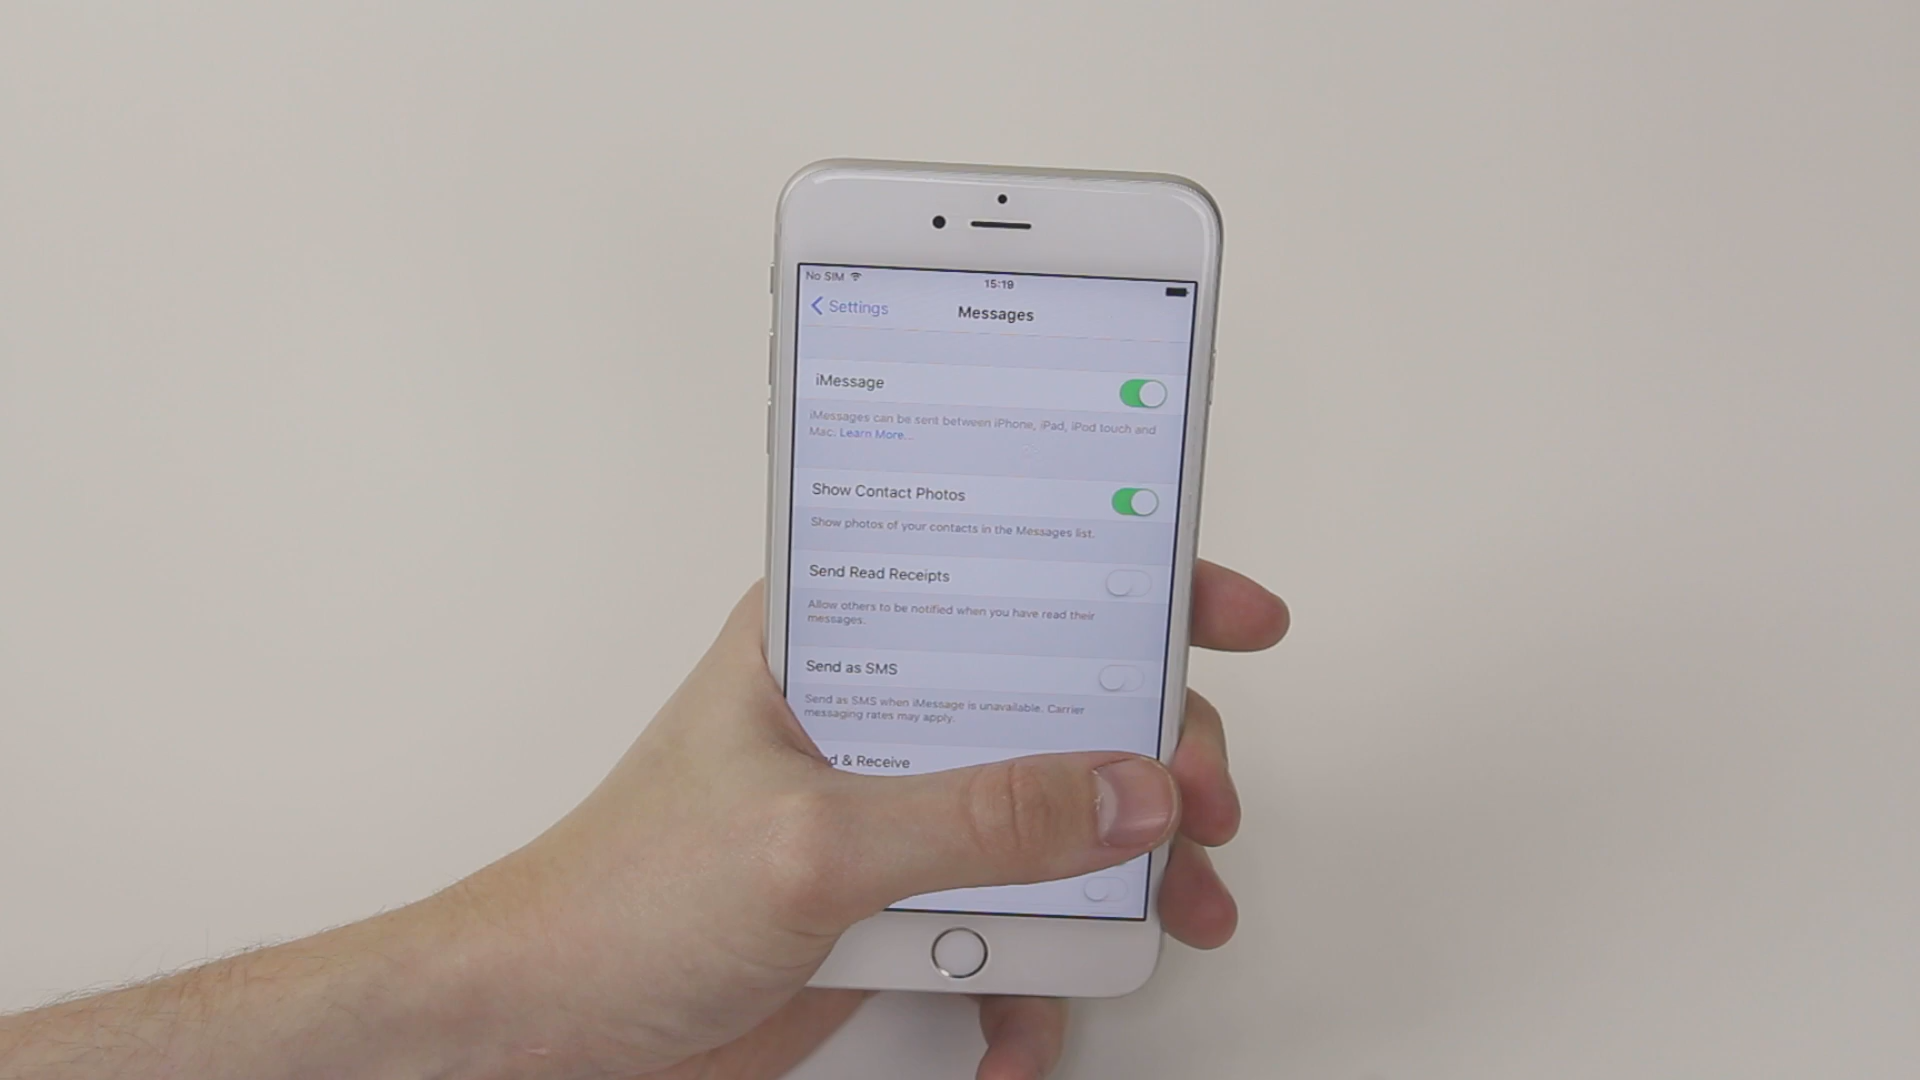 No SIM
15:19
Settings
Messages
iMessage
iMessages can be sent between iPhone, iPad, iPod touch and
Mac. Learn More...
Show Contact Photos
Show photos of your contacts in the Messages list.
Send Read Receipts
Allow others to be notified when you have read their
messages.
Send as SMS
Send as SMS when iMessage is unavailable. Carrier
messaging rates may apply.
& Receive